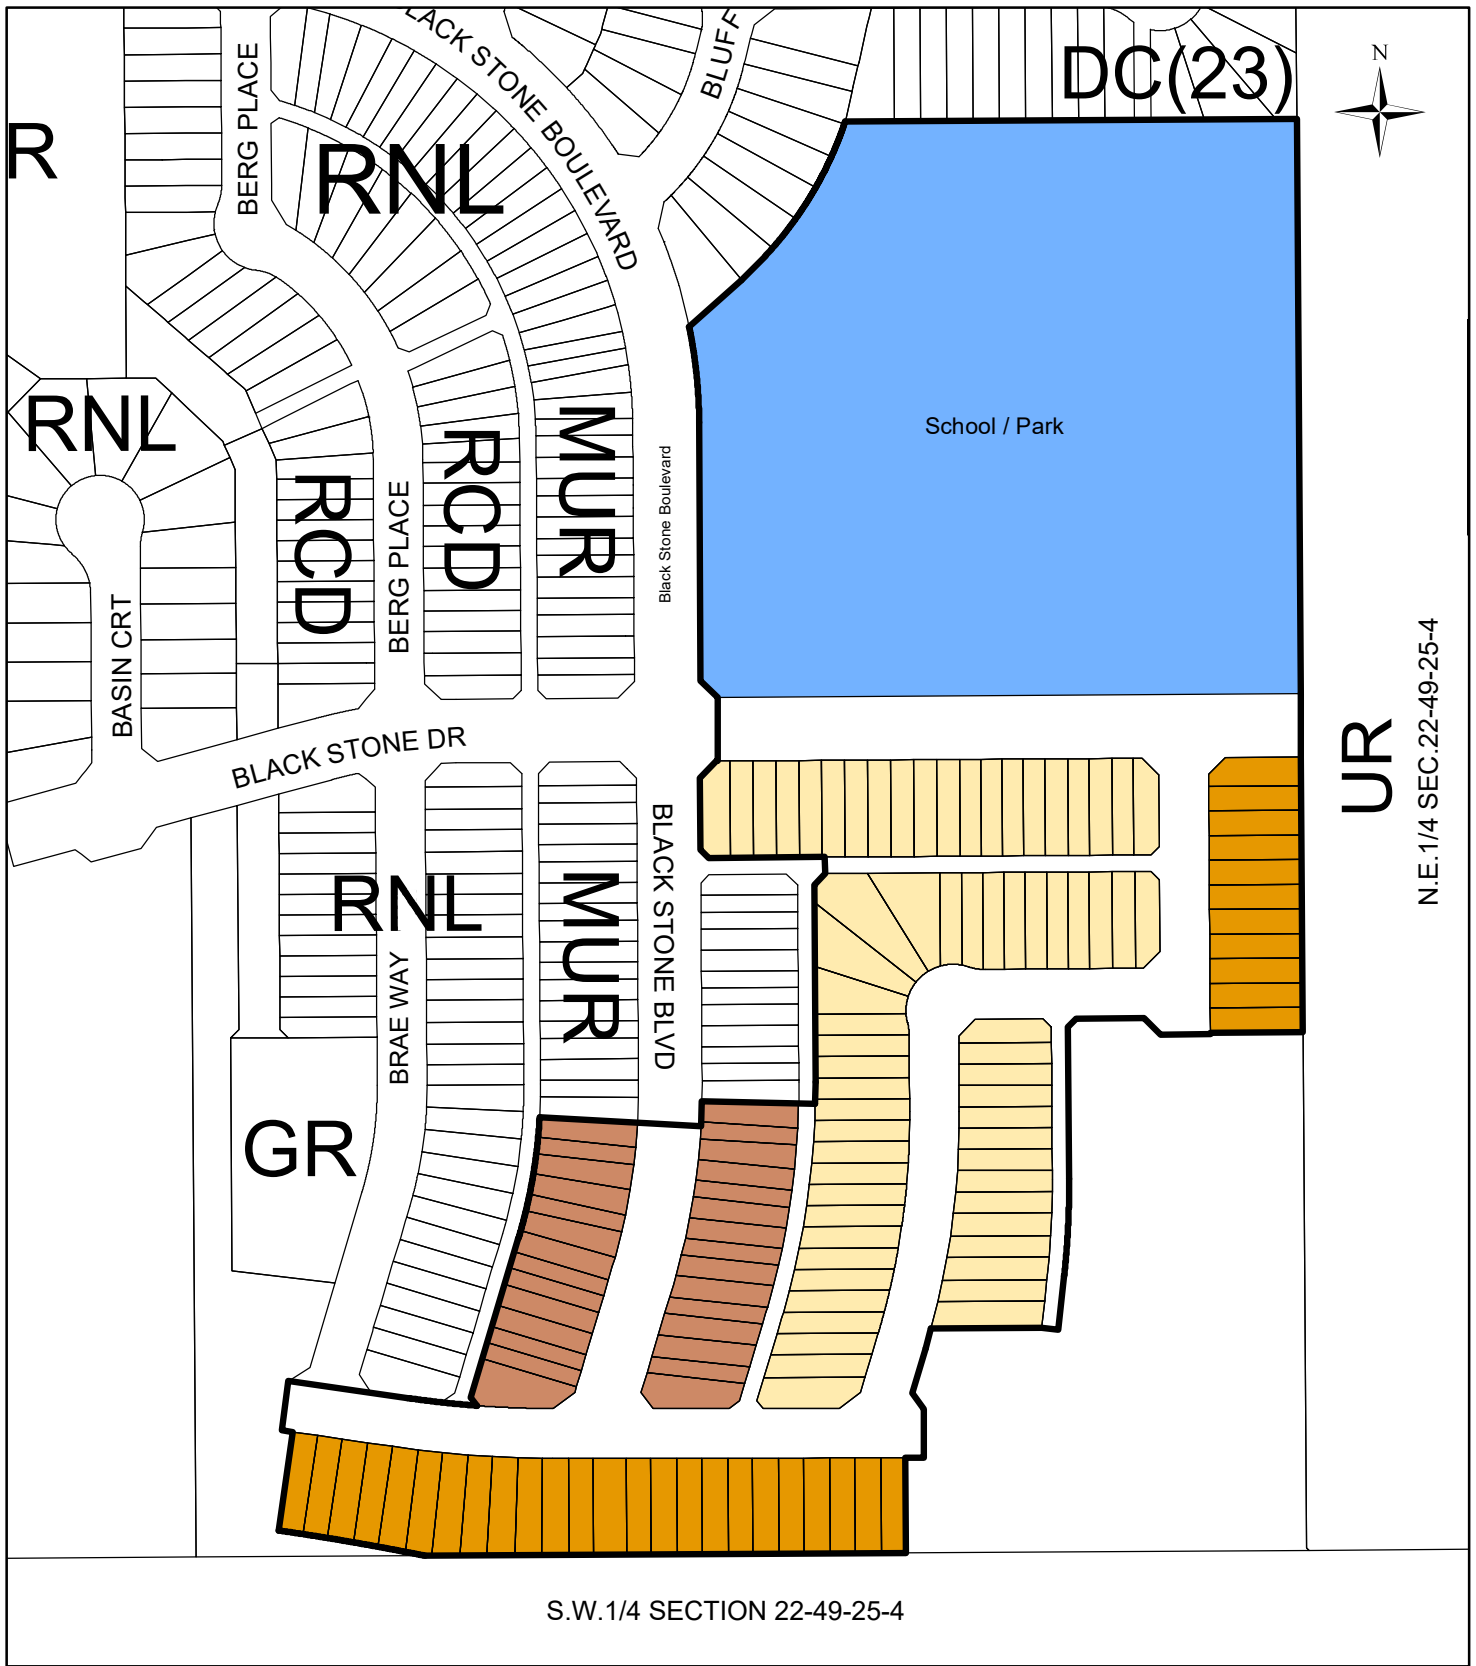 LACK STONE BOULEVARD
BLUFF
DC(23)
N
BERG PLACE
R
RNL
RNL
School / Park
MUR
RCD
RCD
BERG PLACE
Black Stone Boulevard
BASIN CRT
BLACK STONE DR
UR
N.E.1/4 SEC.22-49-25-4
RNL
MUR
BLACK STONE BLVD
BRAE WAY
GR
S.W.1/4 SECTION 22-49-25-4